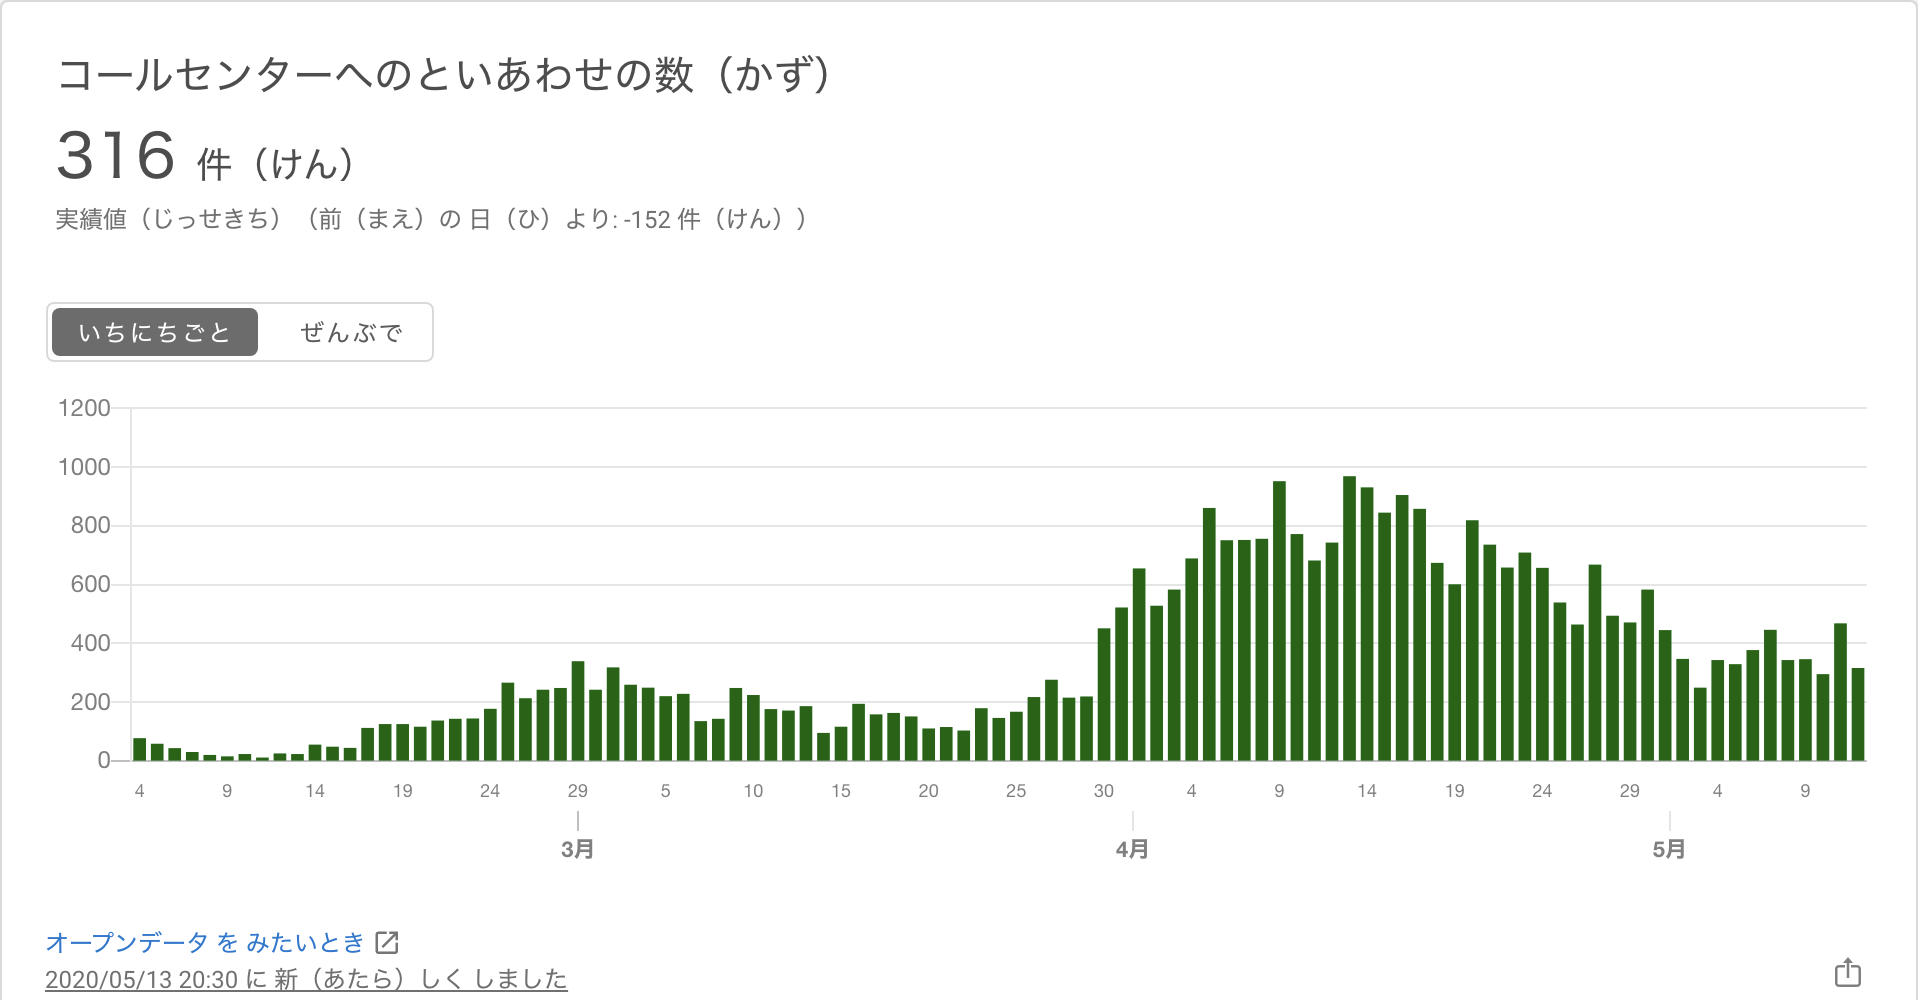 コールセンターへのといあわせの数（かず）
316 件（けん）
実績値（じっせきち）（前（まえ）の 日（ひ）より: -152 件（けん））
いちにちごと ぜんぶで
1200
1000
800
600
400
200
0
4 9 14 19 24 29 5 10 15 20 25 30 4 9 14 19 24 29 4 9
3月 4月 5月
オープンデータ を みたいとき
2020/05/13 20:30 に 新（あたら）しく しました